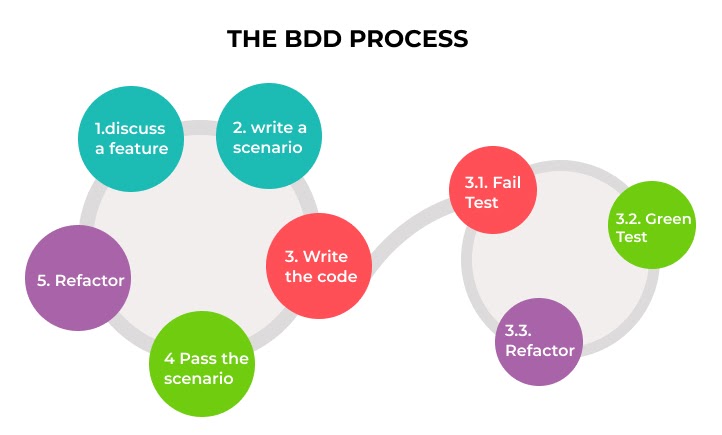 THE BDD PROCESS
1.discuss
a feature
2. write a
scenario
3. Write
the code
4 Pass the
scenario
5. Refactor
3.1. Fail
Test
3.2. Green
Test
3.3.
Refactor